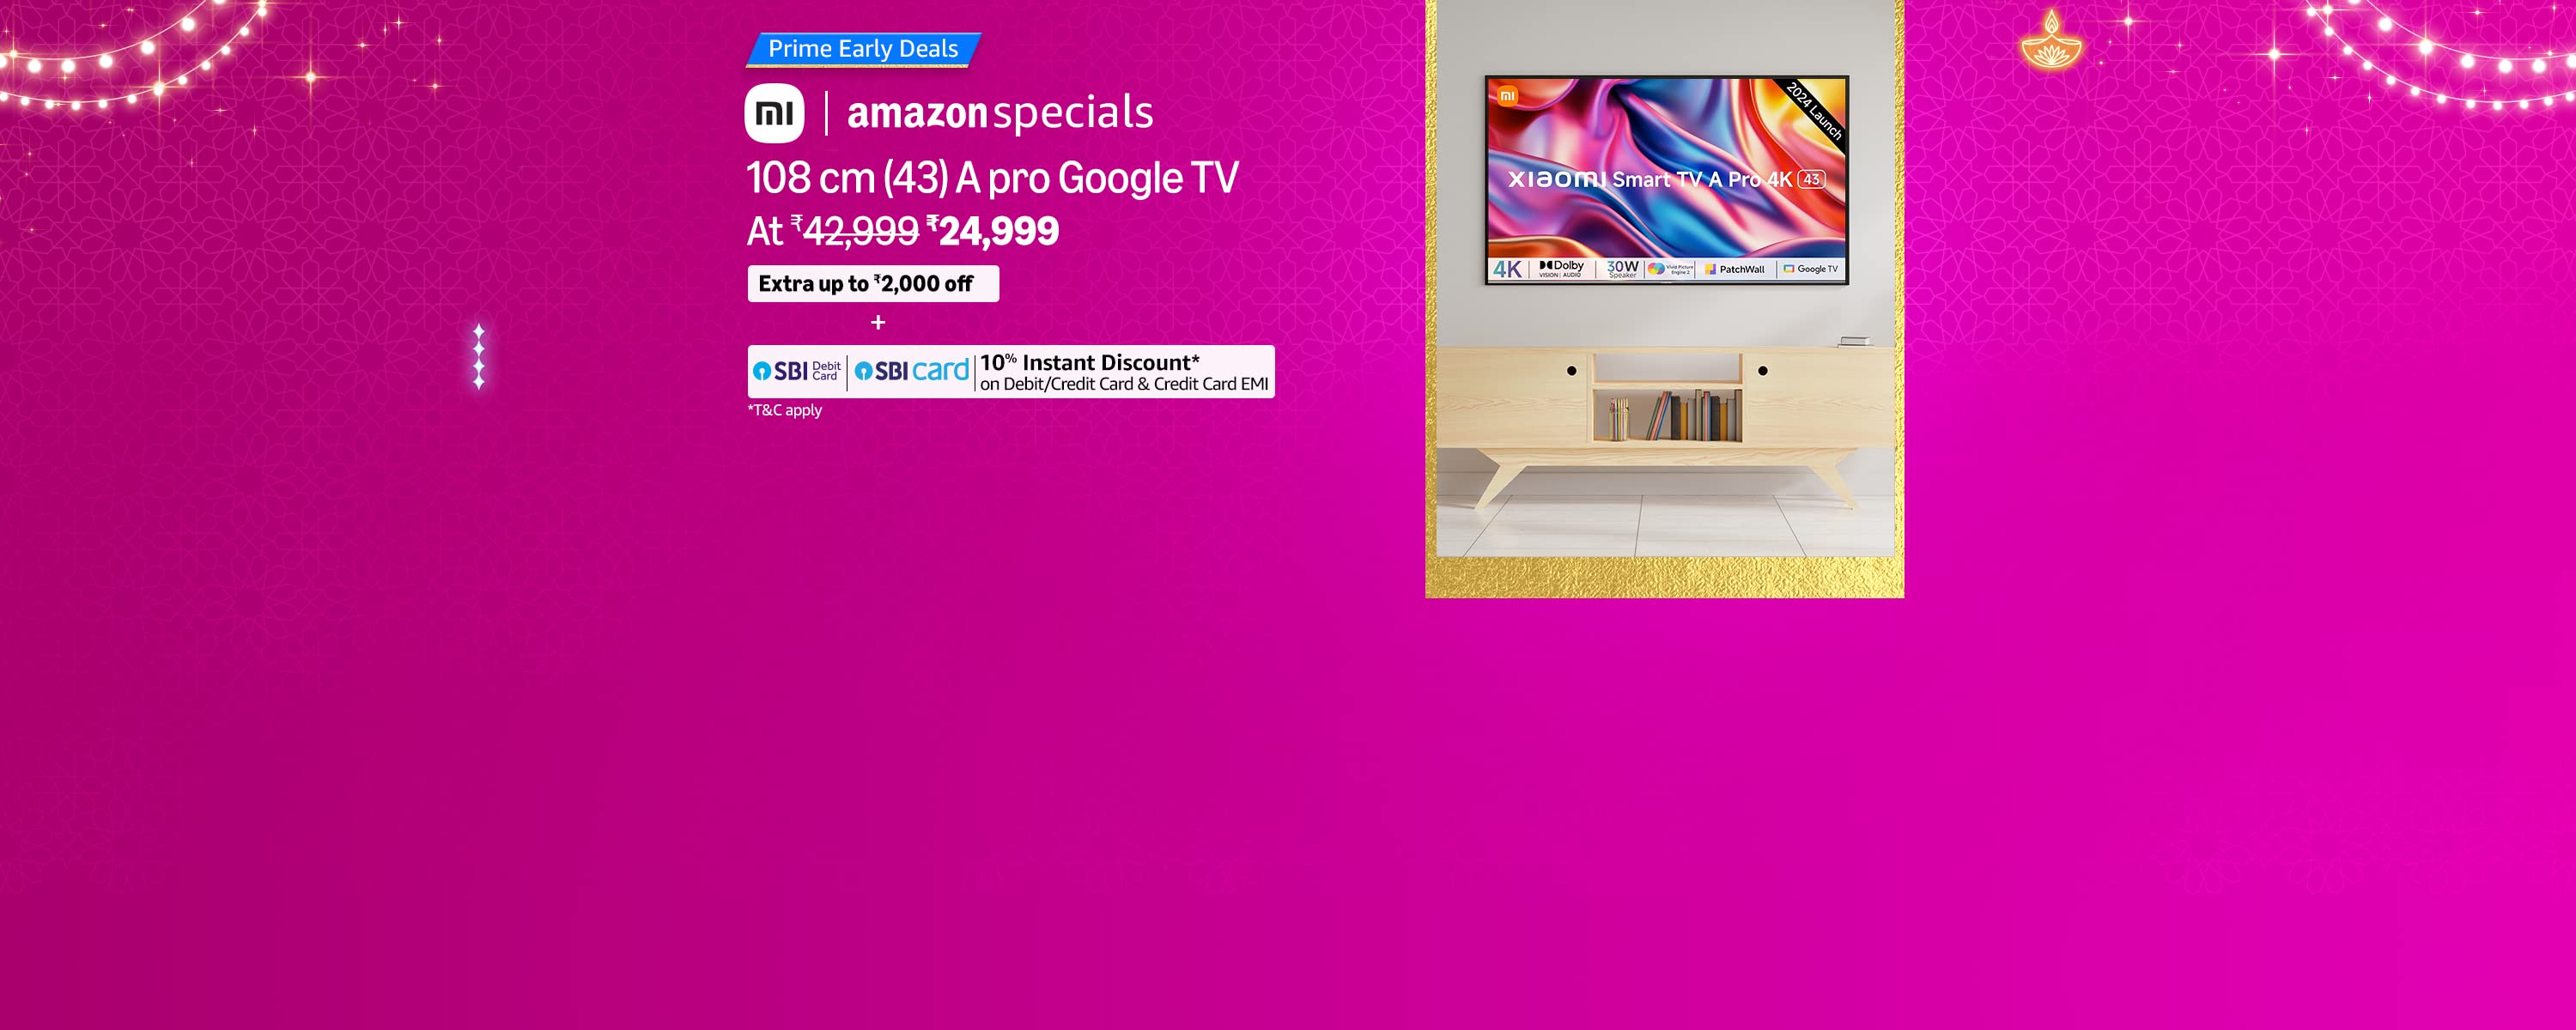 Prime Early Deals
mi | amazon specials
108 cm (43) A pro Google TV
At ₹42,999 ₹24,999
Extra up to ₹2,000 off
+
SBI Debit Card | SBI card | 10% Instant Discount*
on Debit/Credit Card & Credit Card EMI
*T&C apply
mi
2024 Launch
xiaomi Smart TV A Pro 4K 43
4K | Dolby VISION | AUDIO | 30W Speaker | Vivid Picture Engine 2 | PatchWall | Google TV